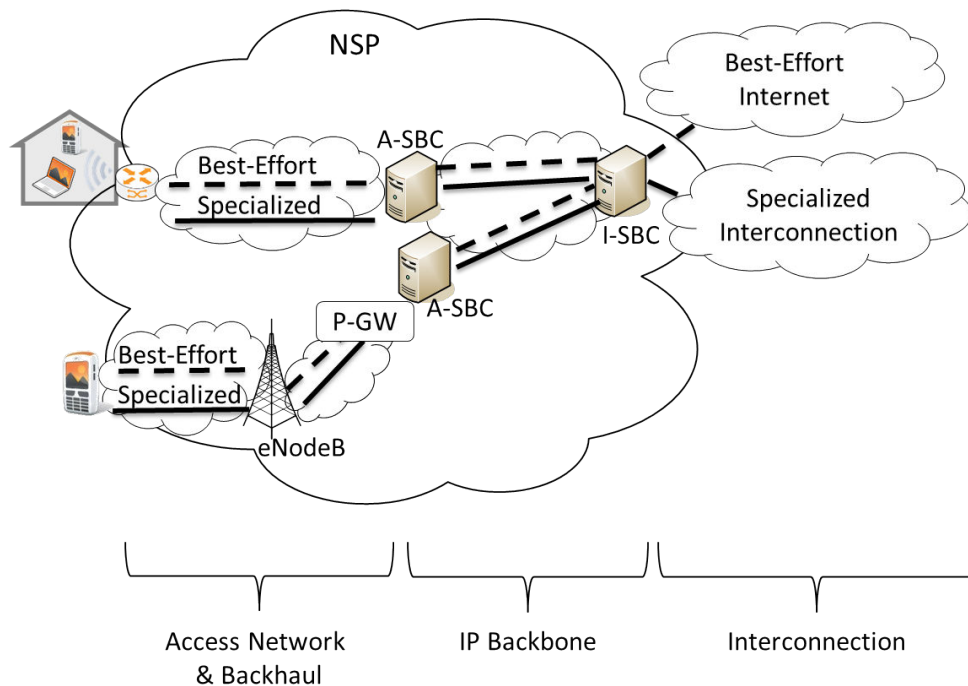 NSP
Best-Effort
Internet
A-SBC
Best-Effort
Specialized
I-SBC
Specialized
Interconnection
A-SBC
P-GW
Best-Effort
Specialized
eNodeB
Access Network
& Backhaul
IP Backbone
Interconnection